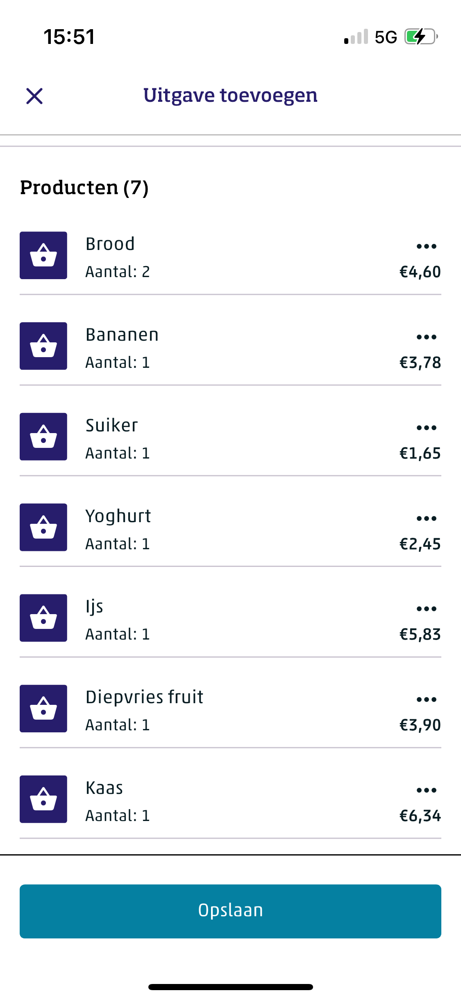 15:51
5G
Uitgave toevoegen
Producten (7)
Brood
Aantal: 2
€4,60
Bananen
Aantal: 1
€3,78
Suiker
Aantal: 1
€1,65
Yoghurt
Aantal: 1
€2,45
Ijs
Aantal: 1
€5,83
Diepvries fruit
Aantal: 1
€3,90
Kaas
Aantal: 1
€6,34
Opslaan